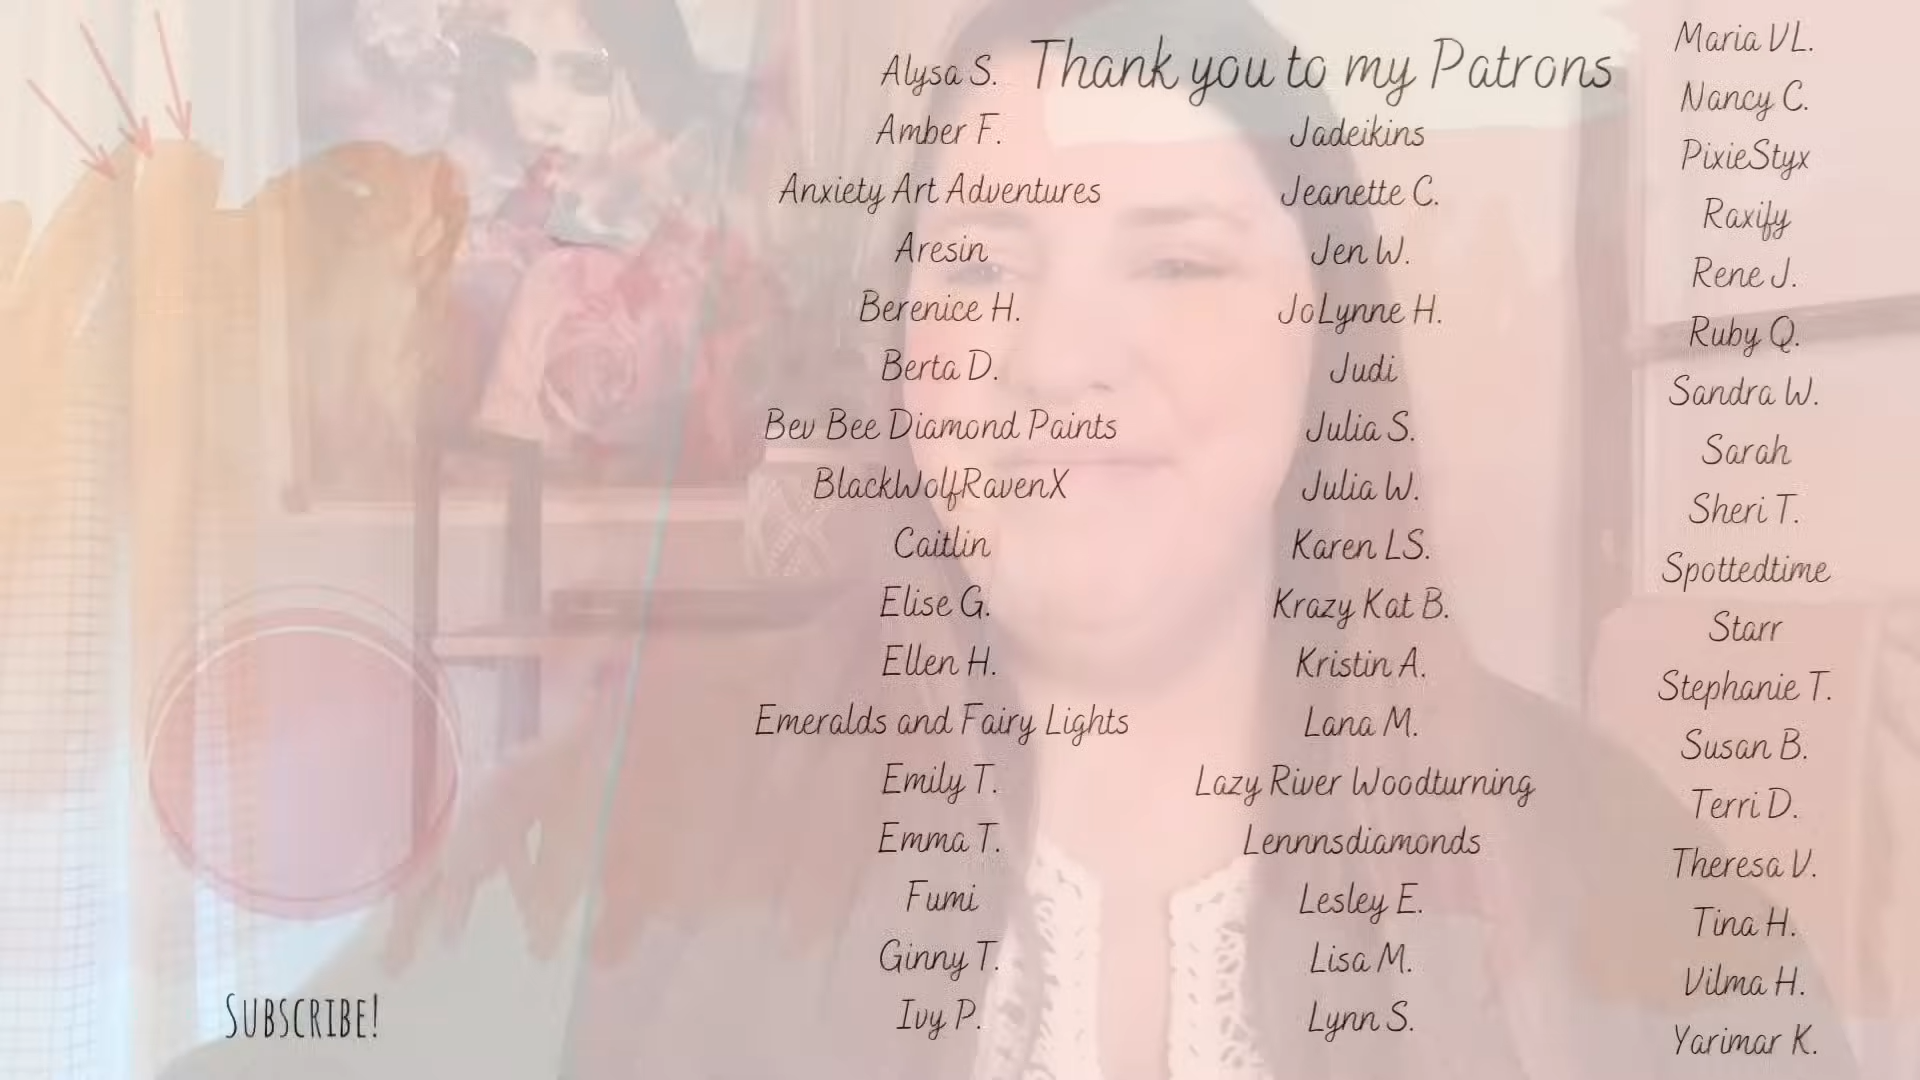 Thank you to my Patrons
Alysa S.
Amber F.
Anxiety Art Adventures
Aresin
Berenice H.
Berta D.
Bev Bee Diamond Paints
BlackWolfRavenX
Caitlin
Elise G.
Ellen H.
Emeralds and Fairy Lights
Emily T.
Emma T.
Fumi
Ginny T.
Ivy P.
Jadeikins
Jeanette C.
Jen W.
JoLynne H.
Judi
Julia S.
Julia W.
Karen LS.
Krazy Kat B.
Kristin A.
Lana M.
Lazy River Woodturning
Lennnsdiamonds
Lesley E.
Lisa M.
Lynn S.
Maria VL.
Nancy C.
PixieStyx
Raxify
Rene J.
Ruby Q.
Sandra W.
Sarah
Sheri T.
Spottedtime
Starr
Stephanie T.
Susan B.
Terri D.
Theresa V.
Tina H.
Vilma H.
Yarimar K.
SUBSCRIBE!